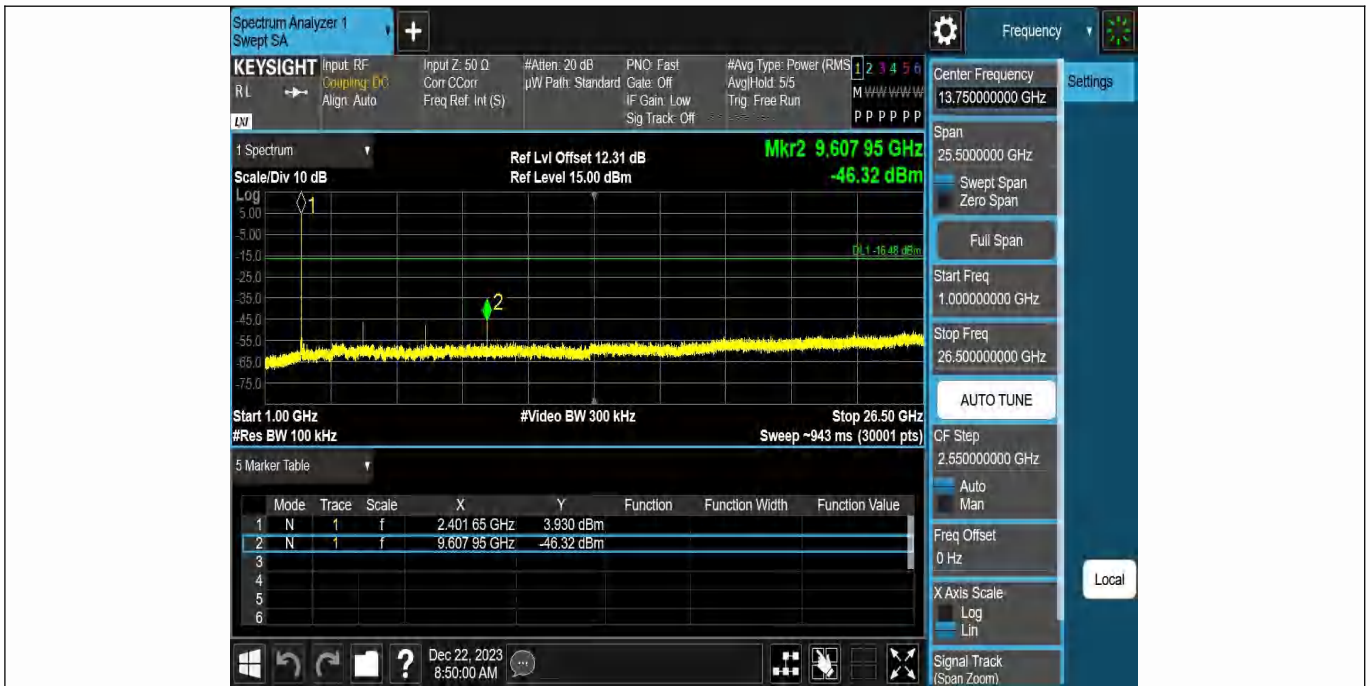 Spectrum Analyzer 1
Swept SA
Frequency
KEYSIGHT
RL
LXI
Input: RF
Coupling: DC
Align: Auto
Input Z: 50 Ω
Corr CCorr
Freq Ref: Int (S)
#Atten: 20 dB
µW Path: Standard
PNO: Fast
Gate: Off
IF Gain: Low
Sig Track: Off
#Avg Type: Power (RMS
Avg|Hold: 5/5
Trig: Free Run
1 2 3 4 5 6
M W W W W W
P P P P P P
1 Spectrum
Scale/Div 10 dB
Ref Lvl Offset 12.31 dB
Ref Level 15.00 dBm
Mkr2 9.607 95 GHz
-46.32 dBm
Log
5.00
-5.00
-15.0
-25.0
-35.0
-45.0
-55.0
-65.0
-75.0
1
2
DL1 -16.48 dBm
Start 1.00 GHz
#Res BW 100 kHz
#Video BW 300 kHz
Stop 26.50 GHz
Sweep ~943 ms (30001 pts)
5 Marker Table
Mode Trace Scale X Y Function Function Width Function Value
1 N 1 f 2.401 65 GHz 3.930 dBm
2 N 1 f 9.607 95 GHz -46.32 dBm
3
4
5
6
Dec 22, 2023
8:50:00 AM
Center Frequency
13.750000000 GHz
Settings
Span
25.5000000 GHz
Swept Span
Zero Span
Full Span
Start Freq
1.000000000 GHz
Stop Freq
26.500000000 GHz
AUTO TUNE
CF Step
2.550000000 GHz
Auto
Man
Freq Offset
0 Hz
X Axis Scale
Log
Lin
Signal Track
(Span Zoom)
Local